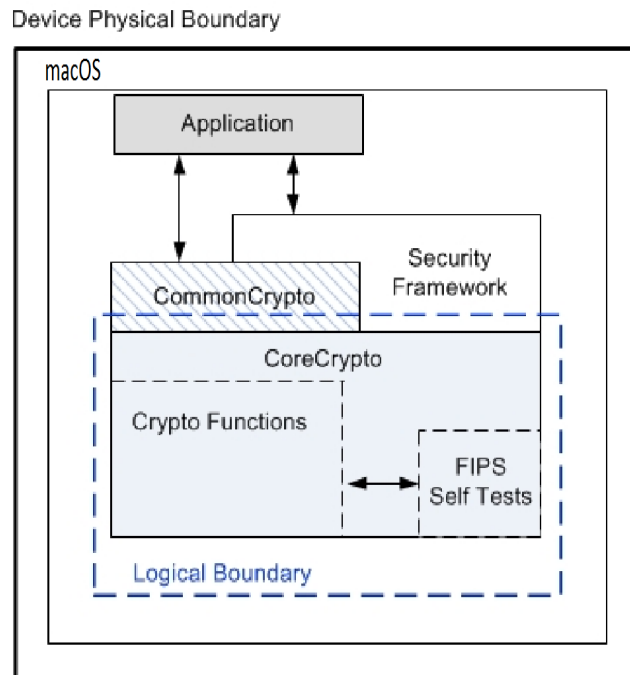 Device Physical Boundary
macOS
Application
Security
Framework
CommonCrypto
CoreCrypto
Crypto Functions
FIPS
Self Tests
Logical Boundary